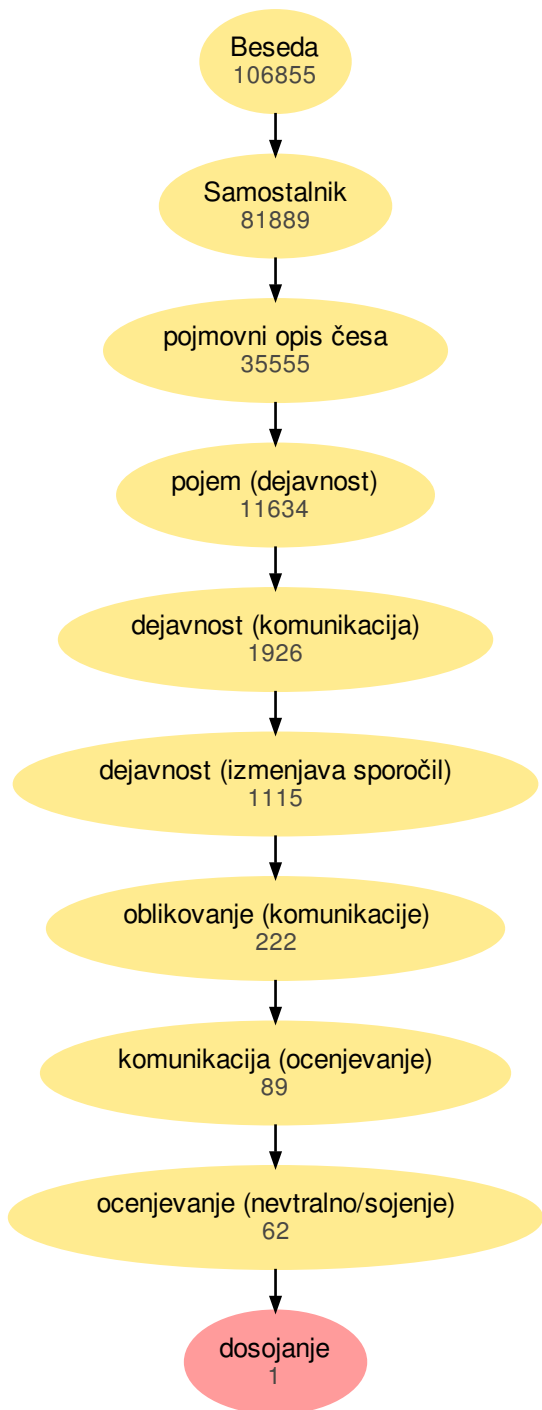 Beseda
106855
Samostalnik
81889
pojmovni opis česa
35555
pojem (dejavnost)
11634
dejavnost (komunikacija)
1926
dejavnost (izmenjava sporočil)
1115
oblikovanje (komunikacije)
222
komunikacija (ocenjevanje)
89
ocenjevanje (nevtralno/sojenje)
62
dosojanje
1